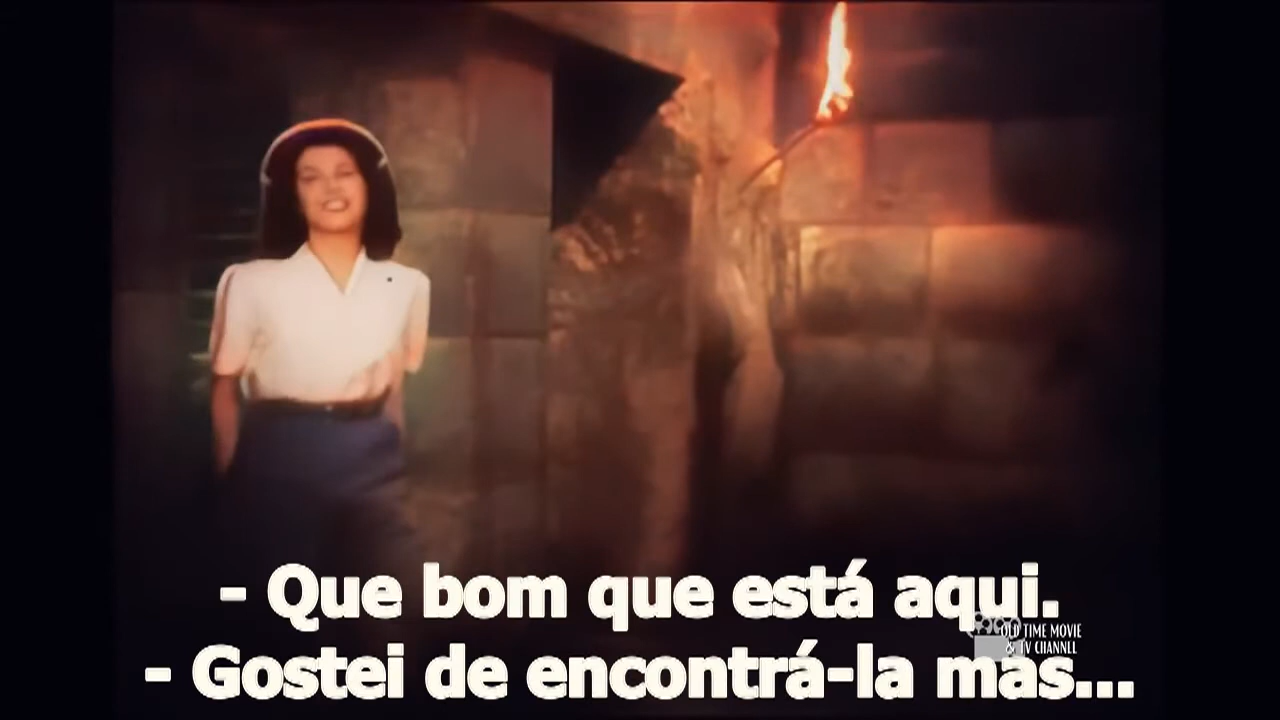 - Que bom que está aqui.
- Gostei de encontrá-la mas...
OLD TIME MOVIE
& TV CHANNEL